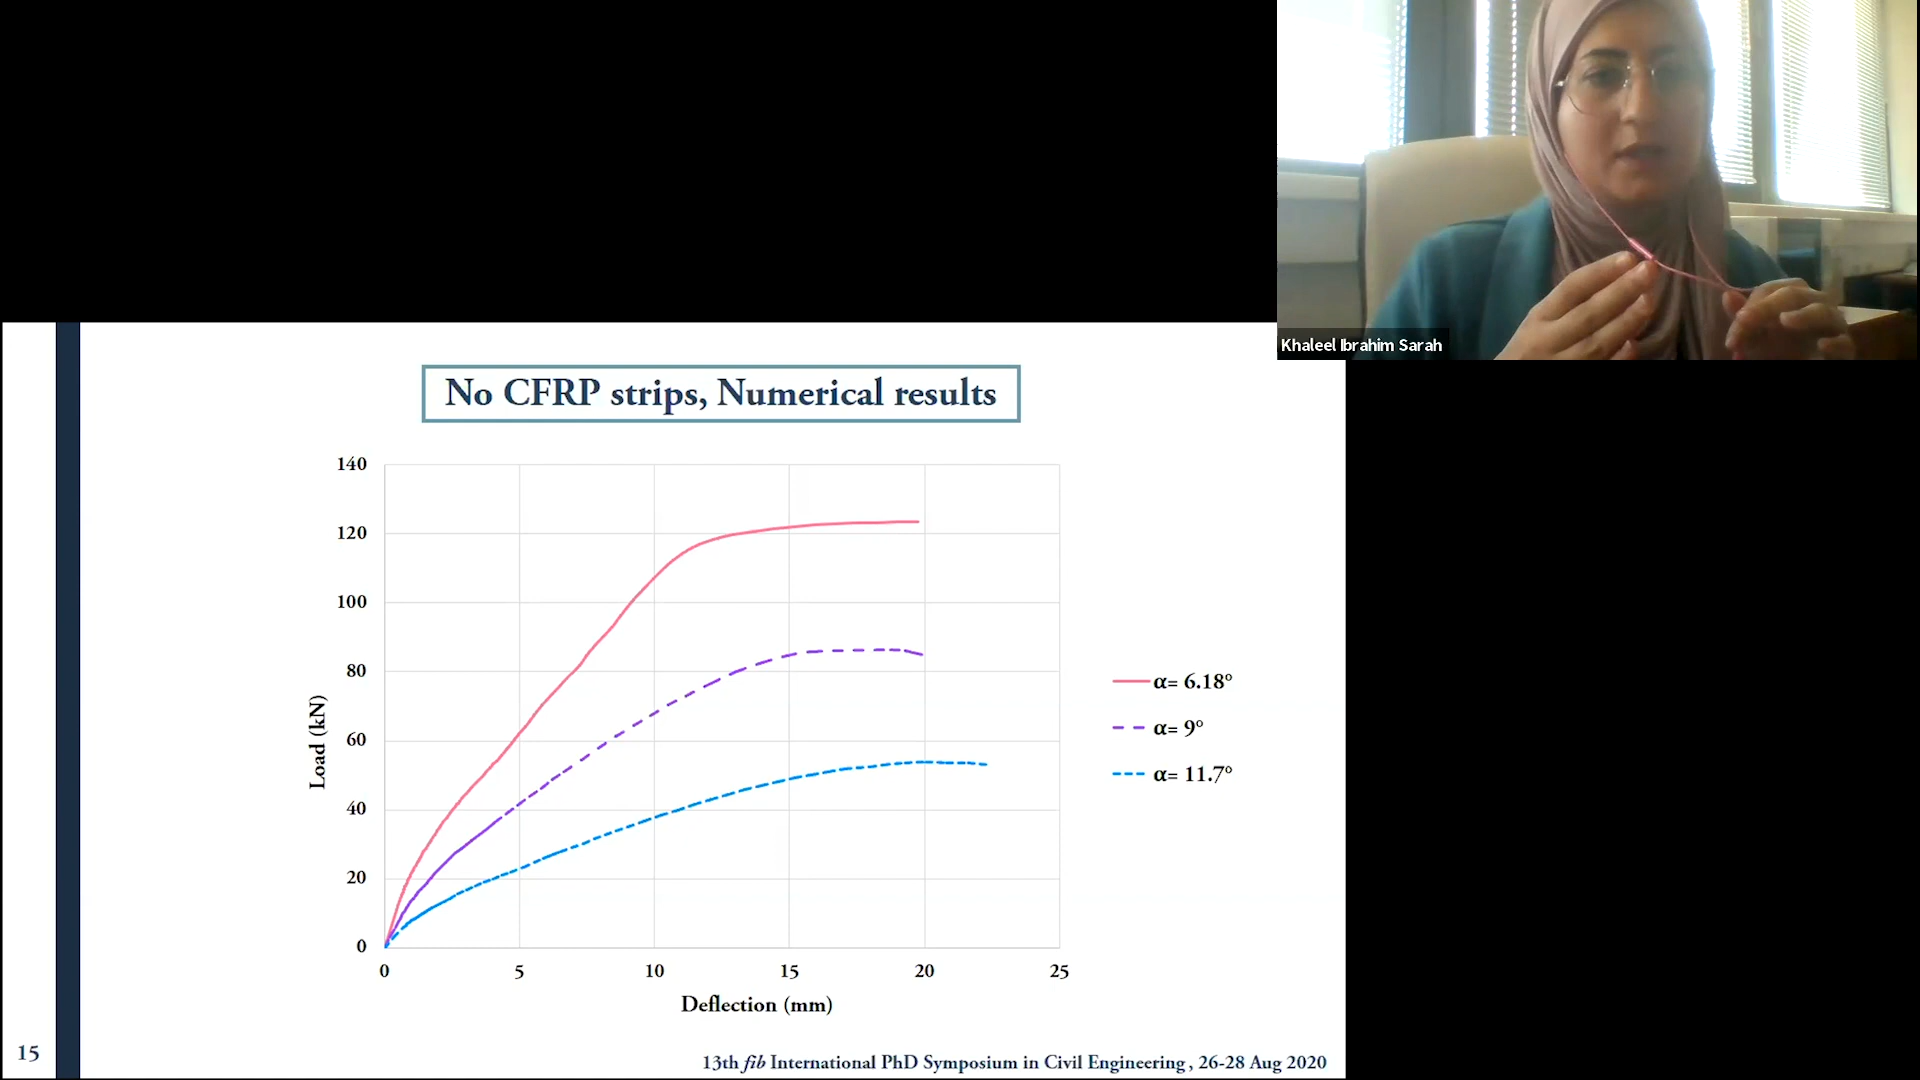 Khaleel Ibrahim Sarah
No CFRP strips, Numerical results
140
120
100
80
60
40
20
0
Load (kN)
0 5 10 15 20 25
Deflection (mm)
α= 6.18°
α= 9°
α= 11.7°
15
13th fib International PhD Symposium in Civil Engineering, 26-28 Aug 2020